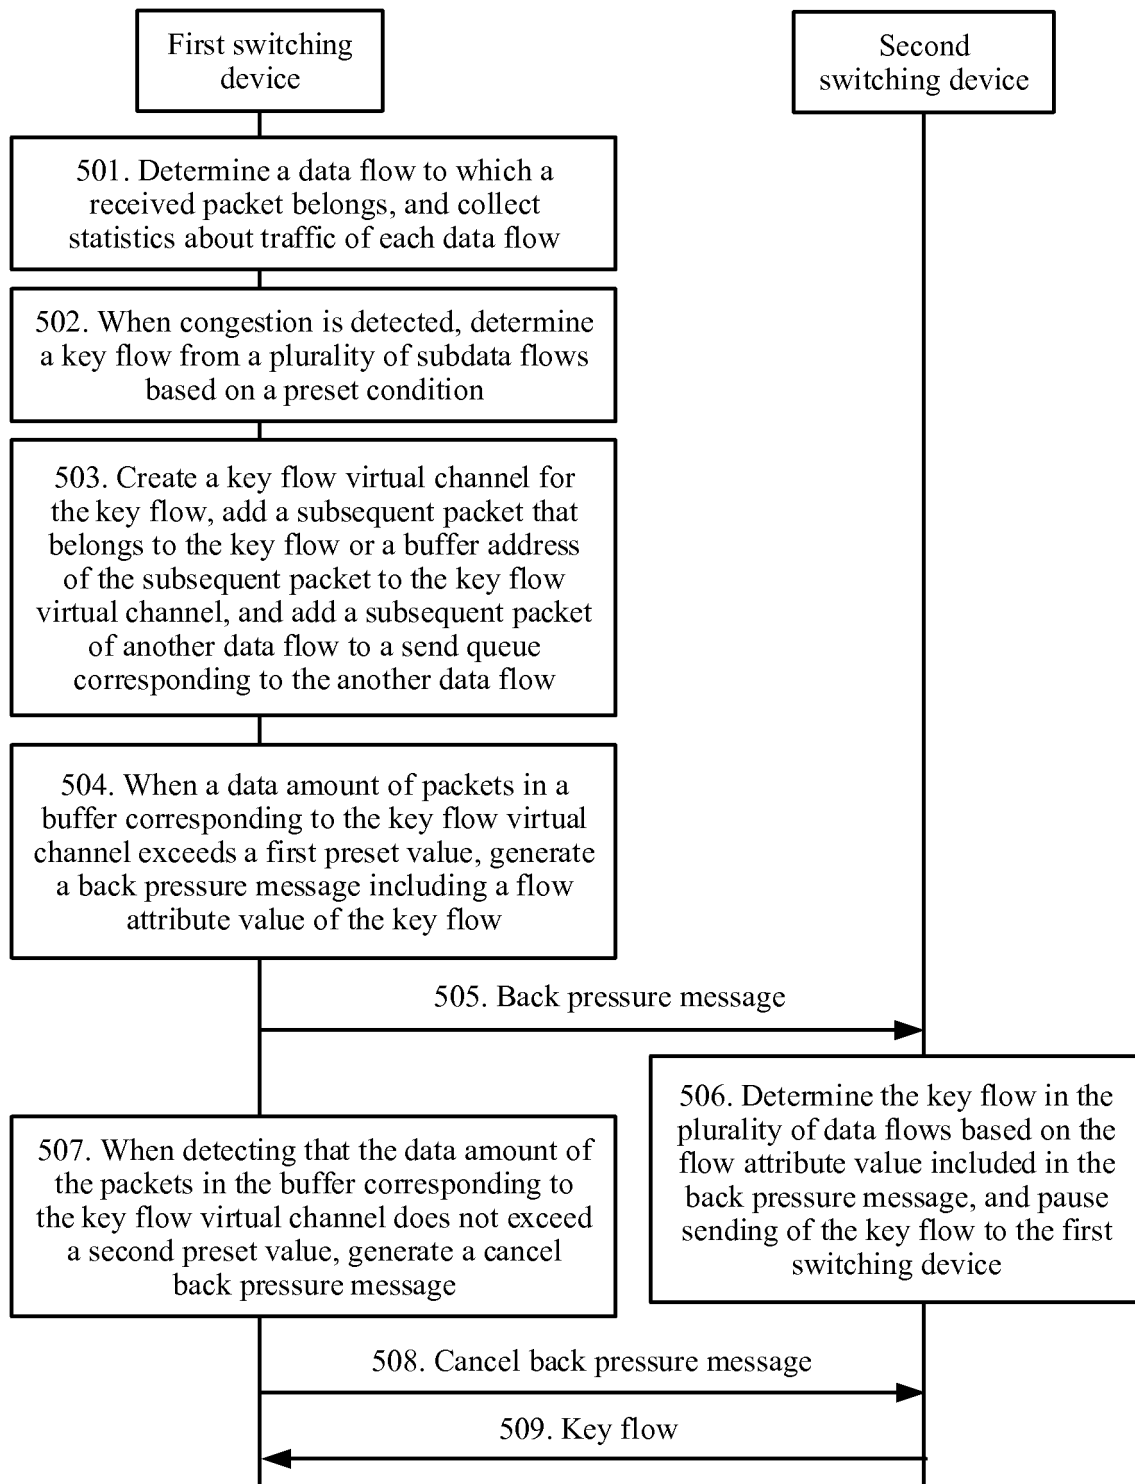 First switching
device
Second
switching device
501. Determine a data flow to which a
received packet belongs, and collect
statistics about traffic of each data flow
502. When congestion is detected, determine
a key flow from a plurality of subdata flows
based on a preset condition
503. Create a key flow virtual channel for
the key flow, add a subsequent packet that
belongs to the key flow or a buffer address
of the subsequent packet to the key flow
virtual channel, and add a subsequent packet
of another data flow to a send queue
corresponding to the another data flow
504. When a data amount of packets in a
buffer corresponding to the key flow virtual
channel exceeds a first preset value, generate
a back pressure message including a flow
attribute value of the key flow
505. Back pressure message
506. Determine the key flow in the
plurality of data flows based on the
flow attribute value included in the
back pressure message, and pause
sending of the key flow to the first
switching device
507. When detecting that the data amount of
the packets in the buffer corresponding to
the key flow virtual channel does not exceed
a second preset value, generate a cancel
back pressure message
508. Cancel back pressure message
509. Key flow